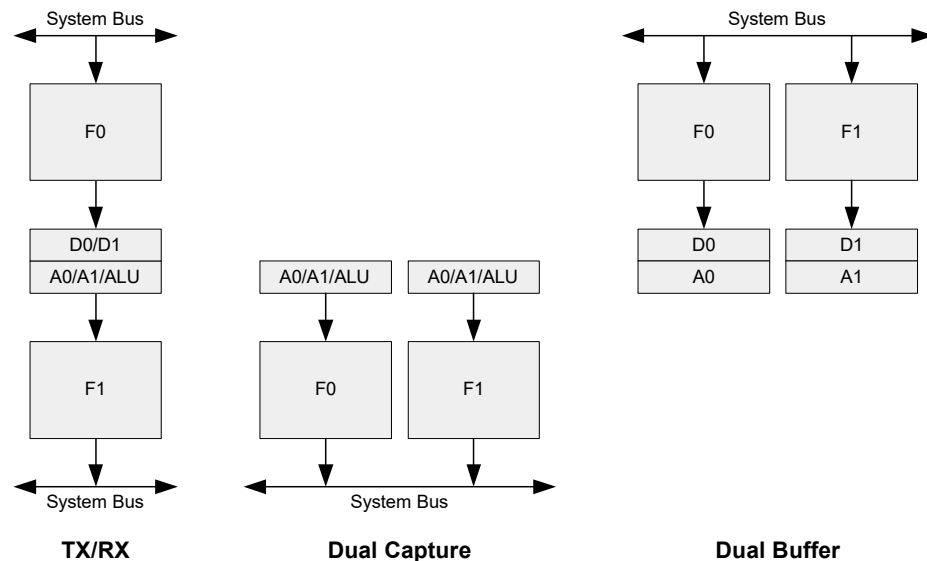 System Bus
F0
D0/D1
A0/A1/ALU
F1
System Bus
TX/RX
A0/A1/ALU
A0/A1/ALU
F0
F1
System Bus
Dual Capture
System Bus
F0
F1
D0
D1
A0
A1
Dual Buffer